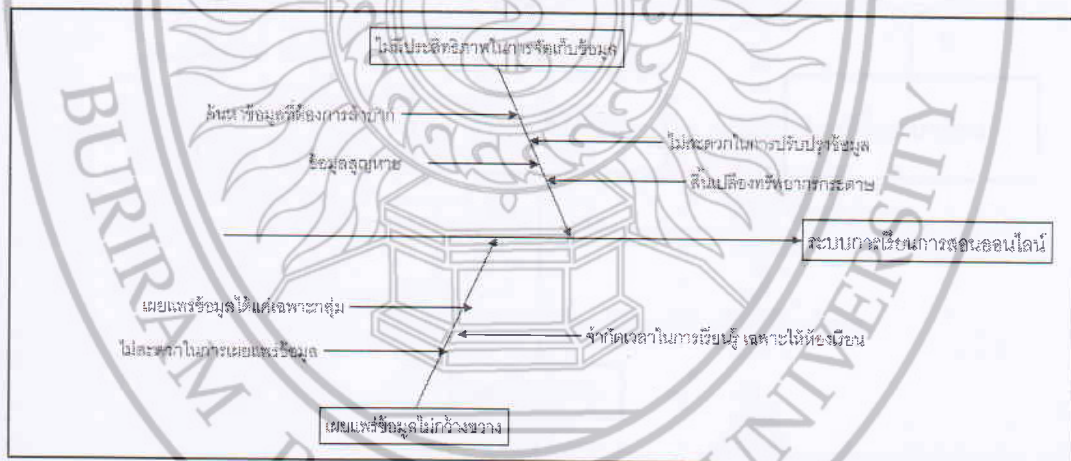 ไม่มีประสิทธิภาพในการจัดเก็บข้อมูล
ค้นหาข้อมูลที่ต้องการลำบาก
ไม่สะดวกในการปรับปรุงข้อมูล
ข้อมูลสูญหาย
สิ้นเปลืองทรัพยากรกระดาษ
ระบบการเรียนการสอนออนไลน์
เผยแพร่ข้อมูลได้แค่เฉพาะกลุ่ม
จำกัดเวลาในการเรียนรู้ เฉพาะให้ห้องเรียน
ไม่สะดวกในการเผยแพร่ข้อมูล
เผยแพร่ข้อมูลไม่กว้างขวาง
BURIRAM
UNIVERSITY